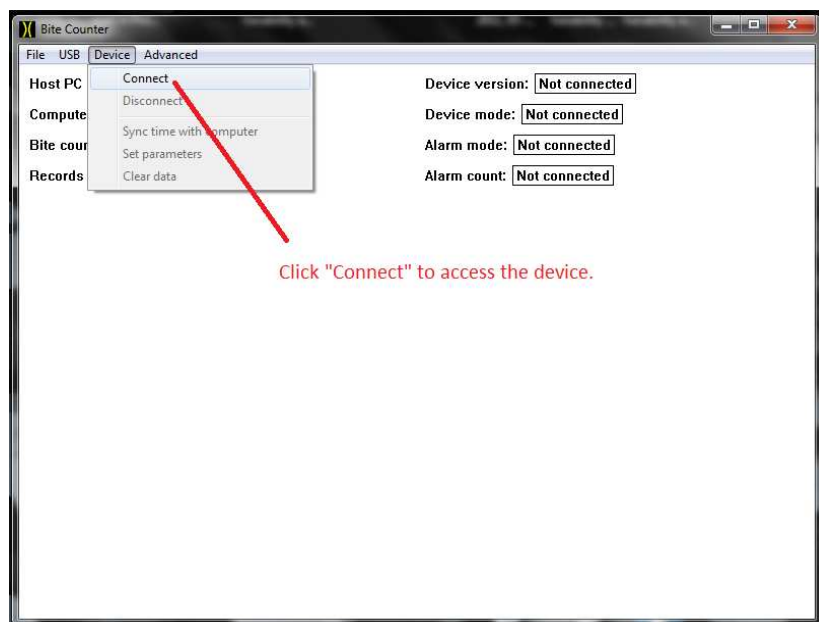 Bite Counter
File USB Device Advanced
Host PC
Connect
Device version: Not connected
Disconnect
Compute
Device mode: Not connected
Sync time with computer
Bite cour
Alarm mode: Not connected
Set parameters
Records
Clear data
Alarm count: Not connected
Click "Connect" to access the device.